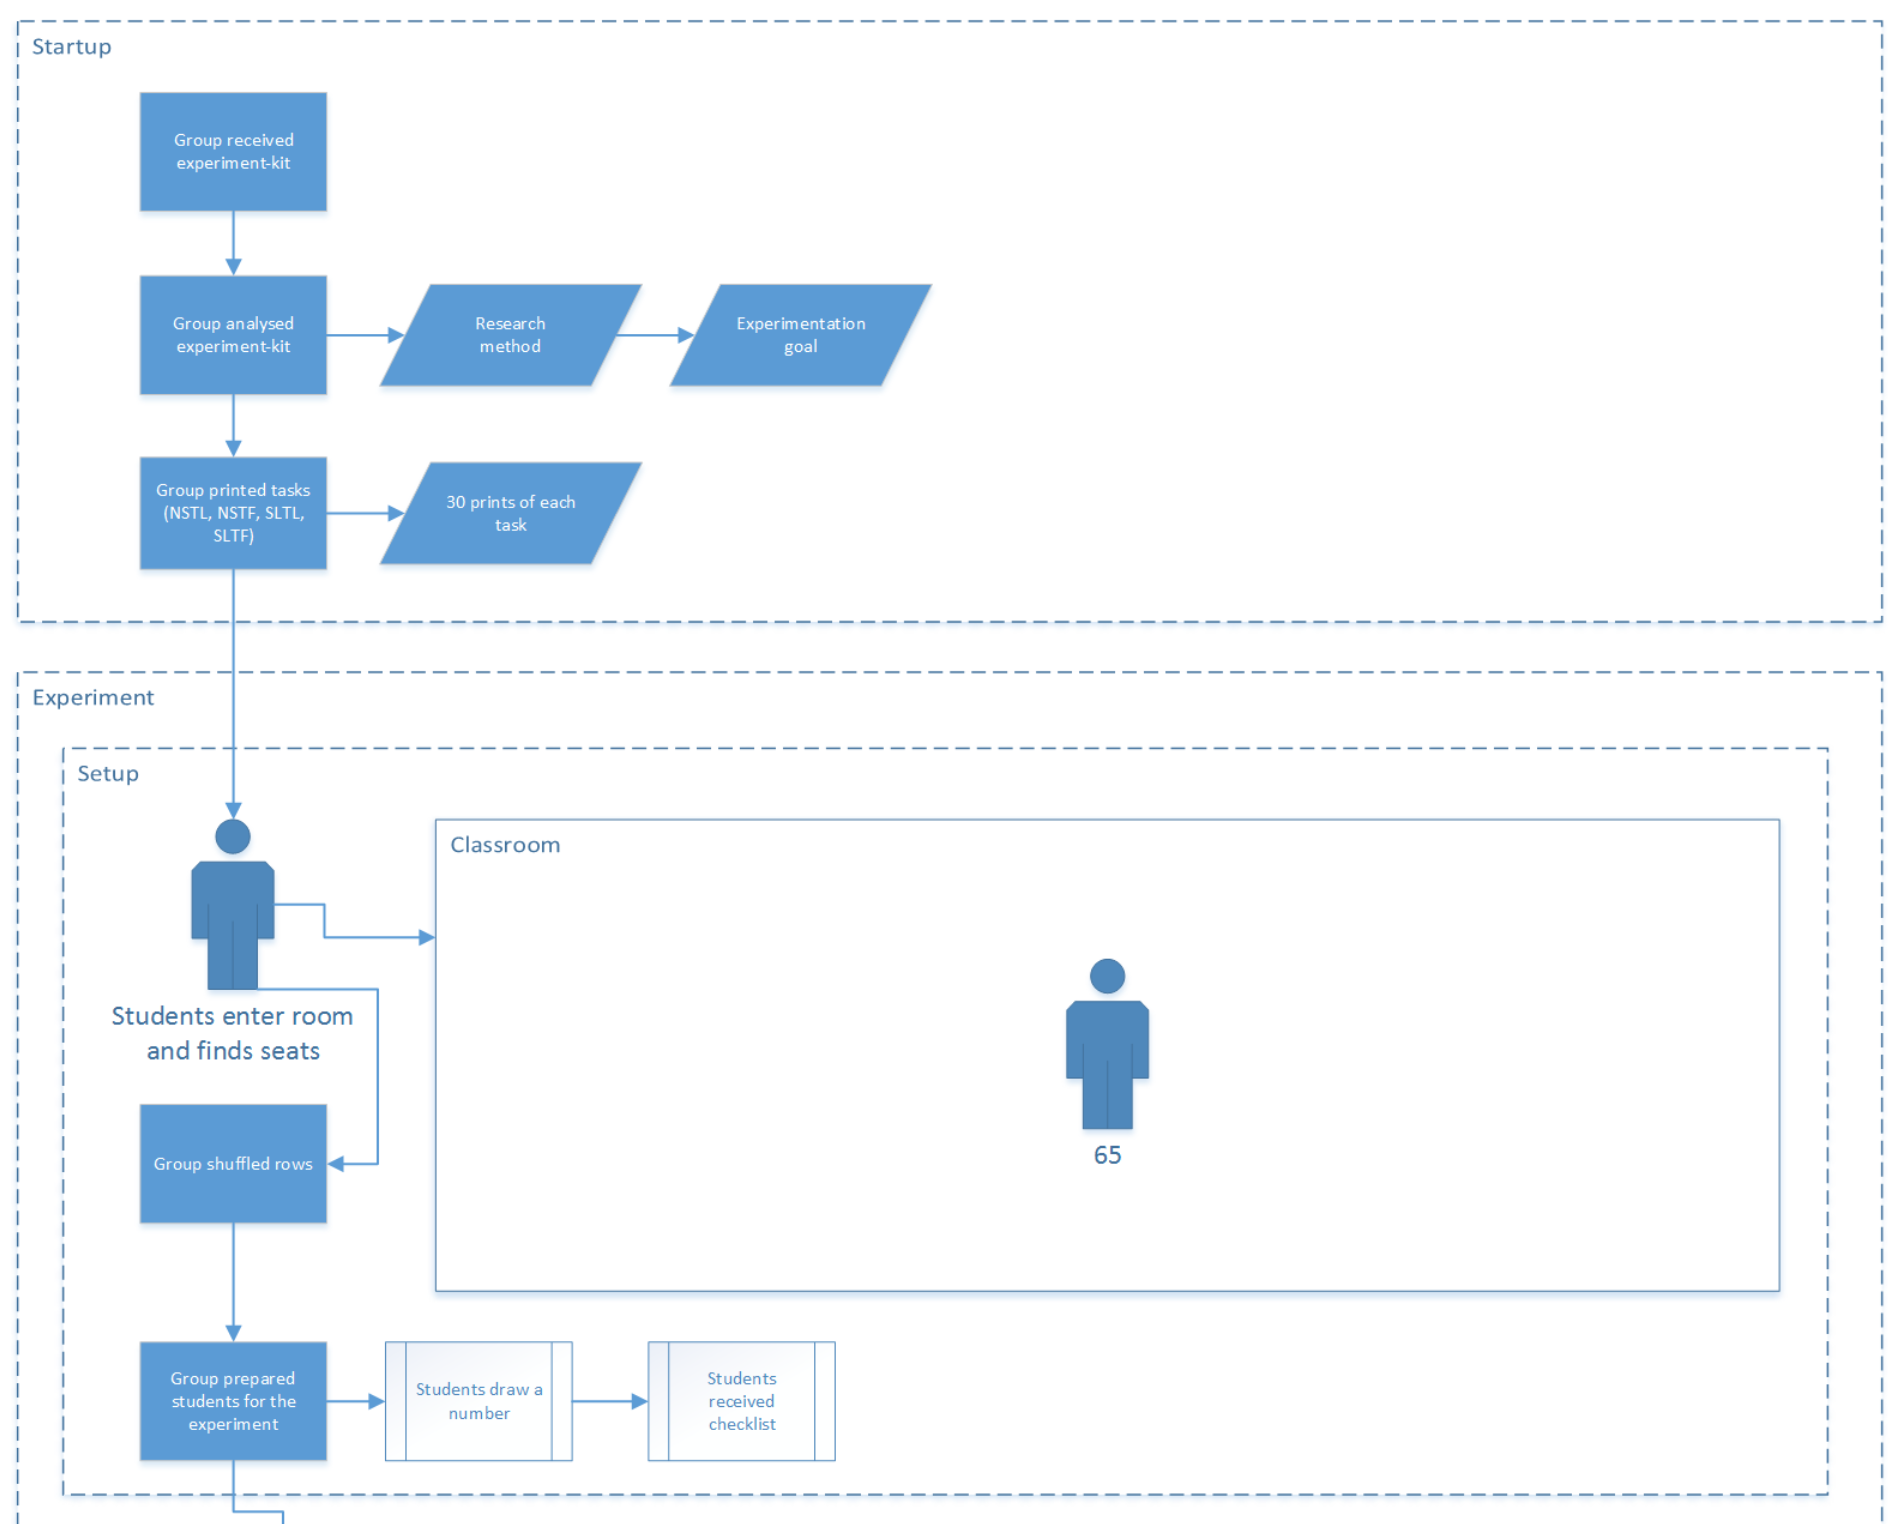 Startup
Group received
experiment-kit
Group analysed
experiment-kit
Research
method
Experimentation
goal
Group printed tasks
(NSTL, NSTF, SLTL,
SLTF)
30 prints of each
task
Experiment
Setup
Classroom
Students enter room
and finds seats
65
Group shuffled rows
Group prepared
students for the
experiment
Students draw a
number
Students
received
checklist